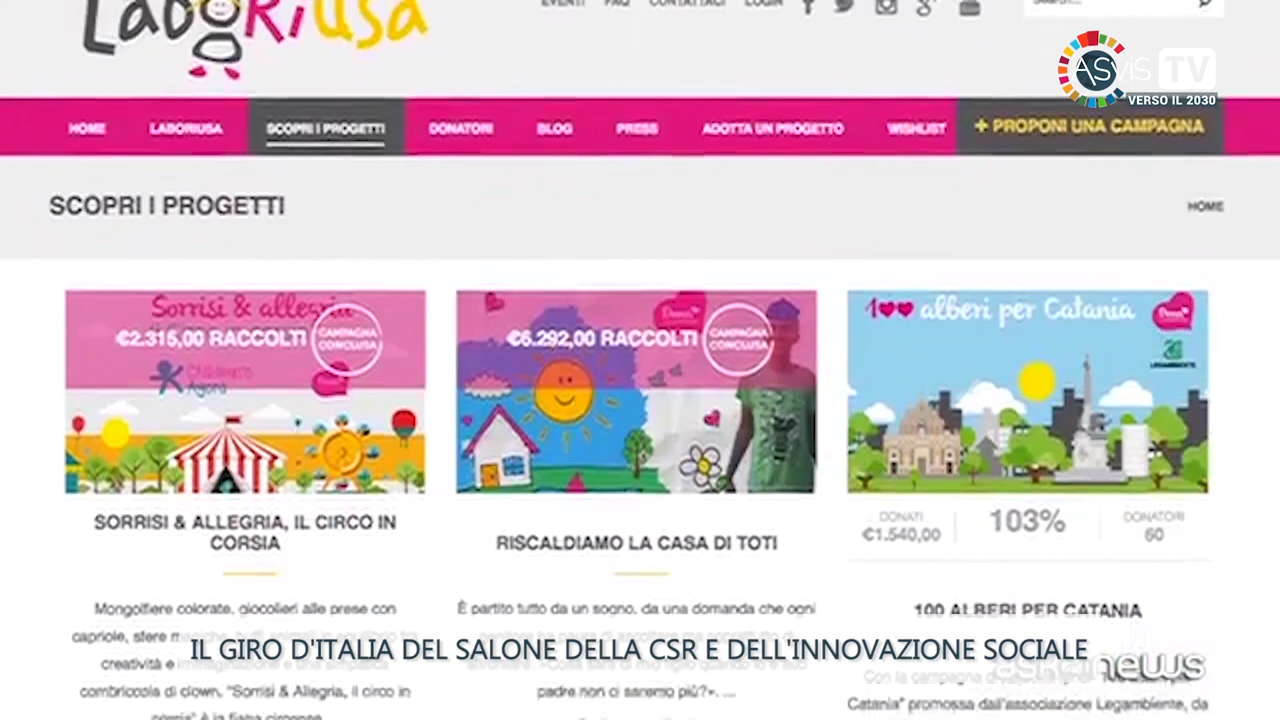 EVENTI FAQ CONTATTACI LOGIN
LaboRiusa
ASviS TV
VERSO IL 2030
HOME LABORIUSA SCOPRI I PROGETTI DONATORI BLOG PRESS ADOTTA UN PROGETTO WISHLIST + PROPONI UNA CAMPAGNA
SCOPRI I PROGETTI
HOME
Sorrisi & allegria
€2.315,00 RACCOLTI
CAMPAGNA
CONCLUSA
€6.292,00 RACCOLTI
CAMPAGNA
CONCLUSA
100 alberi per Catania
LEGAMBIENTE
SORRISI & ALLEGRIA, IL CIRCO IN
CORSIA
RISCALDIAMO LA CASA DI TOTI
DONATI
€1.540,00
103%
DONATORI
60
100 ALBERI PER CATANIA
Mongolfiere colorate, giocolieri alle prese con
capriole, sfere
creatività e
combriccola di clown. "Sorrisi & Allegria, il circo in
È partito tutto da un sogno, da una domanda che ogni
padre non ci saremo più?». ...
Con la campagna
Catania" promossa dall'associazione Legambiente, da
IL GIRO D'ITALIA DEL SALONE DELLA CSR E DELL'INNOVAZIONE SOCIALE
askanews